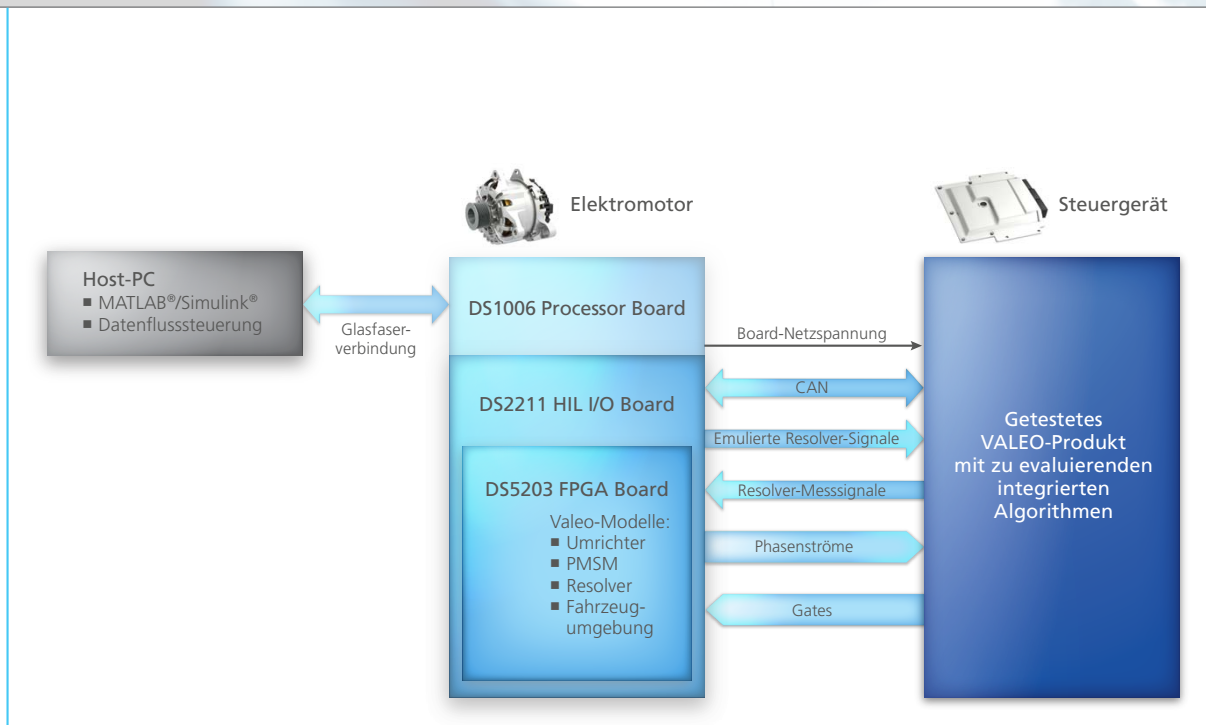 Elektromotor
Steuergerät
Host-PC
■ MATLAB®/Simulink®
■ Datenflusssteuerung
Glasfaser-
verbindung
DS1006 Processor Board
DS2211 HIL I/O Board
DS5203 FPGA Board
Valeo-Modelle:
■ Umrichter
■ PMSM
■ Resolver
■ Fahrzeug-
umgebung
Board-Netzspannung
CAN
Emulierte Resolver-Signale
Resolver-Messsignale
Phasenströme
Gates
Getestetes
VALEO-Produkt
mit zu evaluierenden
integrierten
Algorithmen